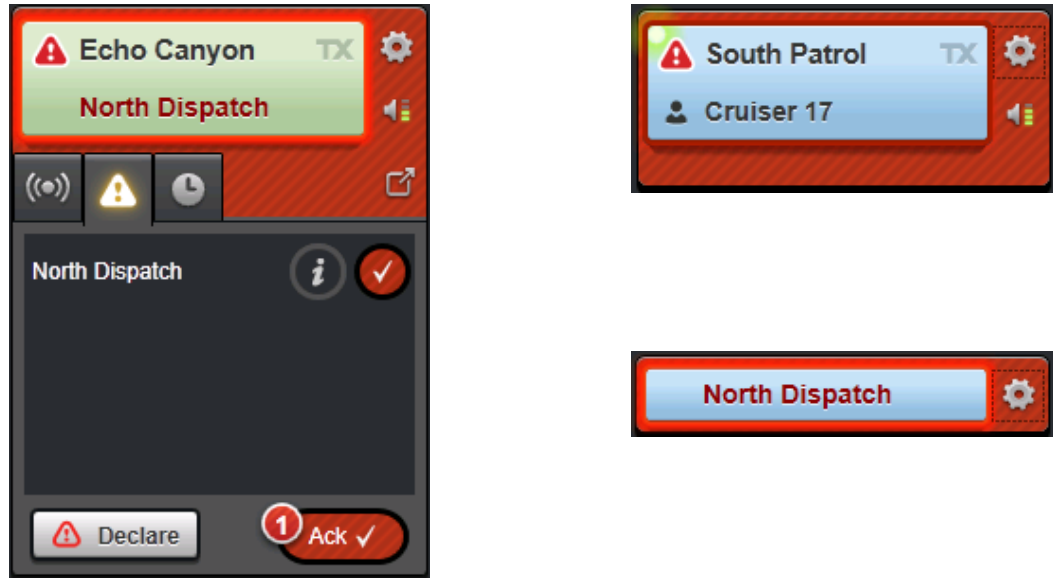 Echo Canyon TX
North Dispatch
North Dispatch i
Declare
1 Ack
South Patrol TX
Cruiser 17
North Dispatch